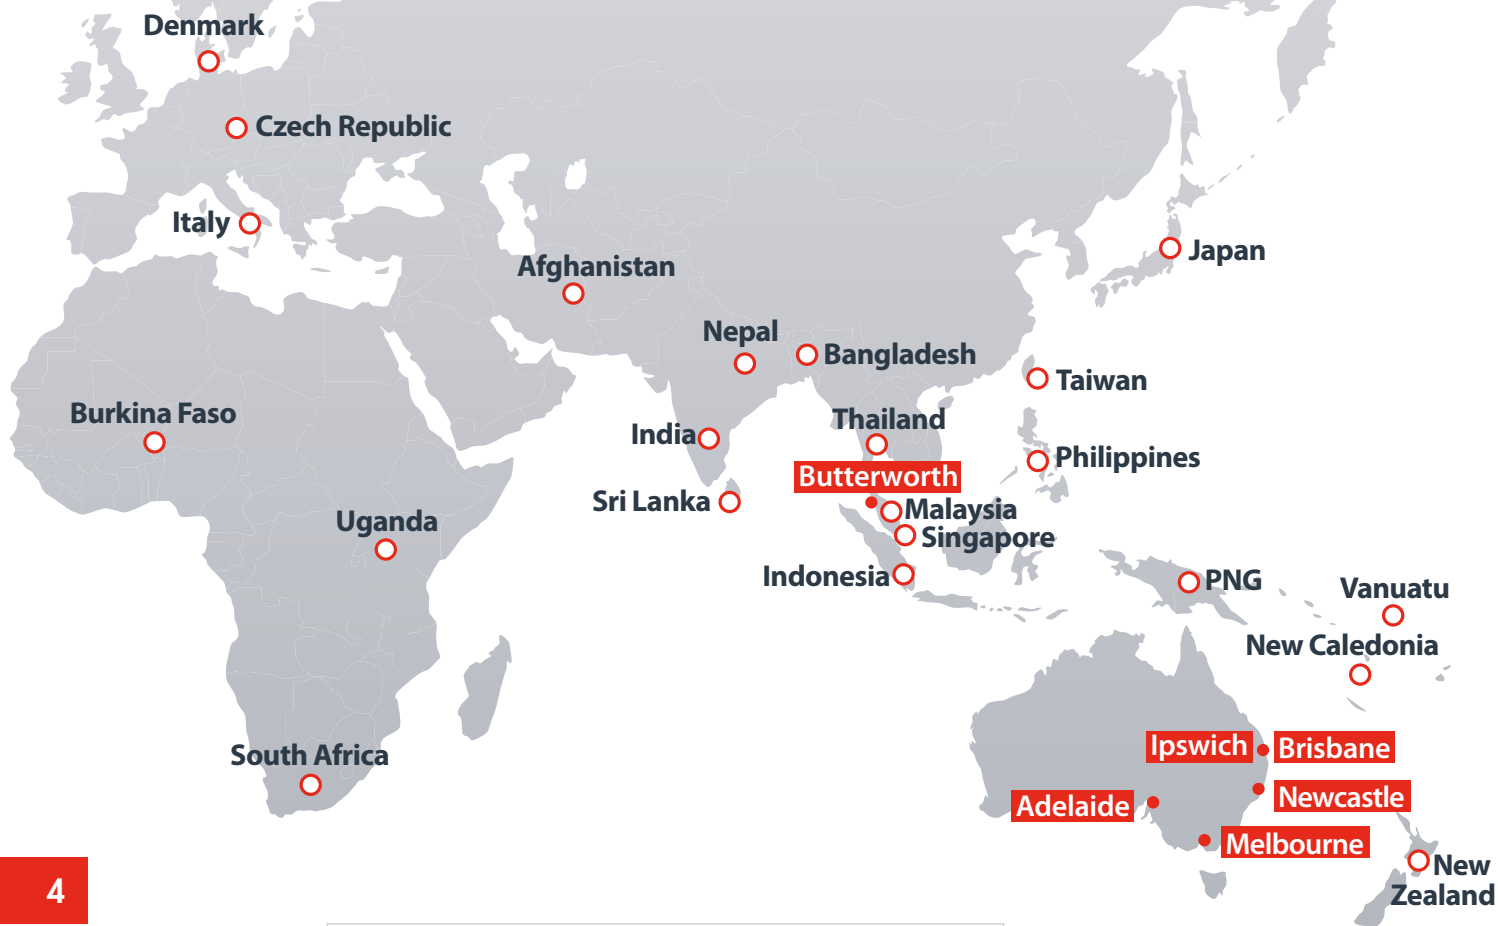 Denmark
Czech Republic
Italy
Afghanistan
Japan
Nepal
Bangladesh
Taiwan
Burkina Faso
Thailand
India
Philippines
Butterworth
Sri Lanka
Malaysia
Uganda
Singapore
Indonesia
PNG
Vanuatu
New Caledonia
South Africa
Ipswich
Brisbane
Adelaide
Newcastle
Melbourne
New
Zealand
4